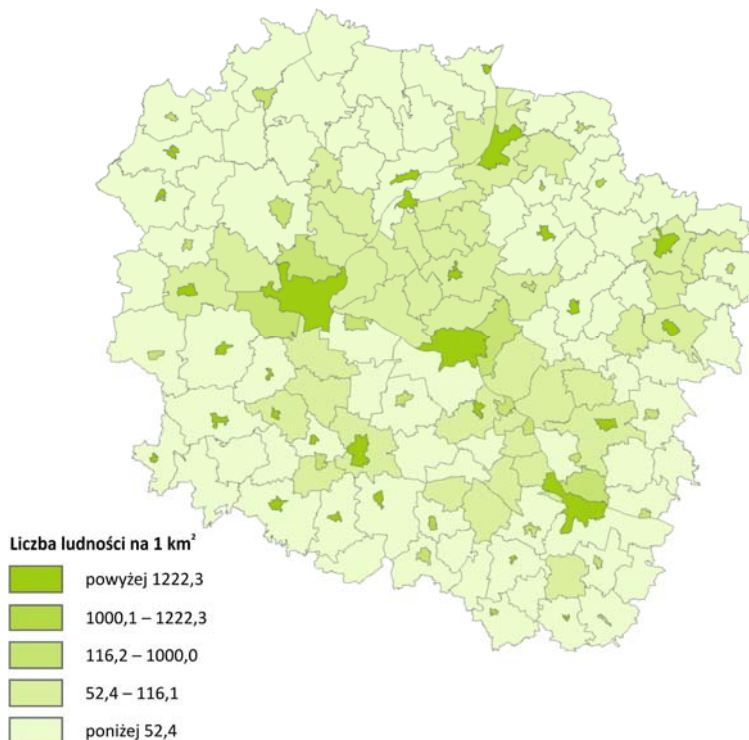 Liczba ludności na 1 km²
powyżej 1222,3
1000,1 – 1222,3
116,2 – 1000,0
52,4 – 116,1
poniżej 52,4